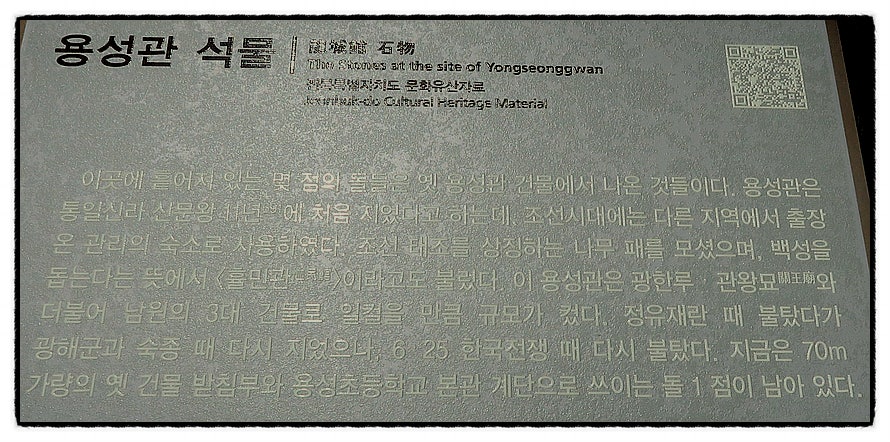 용성관 석물
龍城館 石物
The Stones at the site of Yongseonggwan
전북특별자치도 문화유산자료
Jeonbuk-do Cultural Heritage Material
이곳에 흩어져 있는 몇 점의 돌들은 옛 용성관 건물에서 나온 것들이다. 용성관은
통일신라 신문왕 11년에 처음 지었다고 하는데, 조선시대에는 다른 지역에서 출장
온 관리의 숙소로 사용하였다. 조선 태조를 상징하는 나무 패를 모셨으며, 백성을
돕는다는 뜻에서 〈휼민관〉이라고도 불렀다. 이 용성관은 광한루·관왕묘關王廟와
더불어 남원의 3대 건물로 일컬을 만큼 규모가 컸다. 정유재란 때 불탔다가
광해군과 숙종 때 다시 지었으나, 6·25 한국전쟁 때 다시 불탔다. 지금은 70m
가량의 옛 건물 받침부와 용성초등학교 본관 계단으로 쓰이는 돌 1점이 남아 있다.